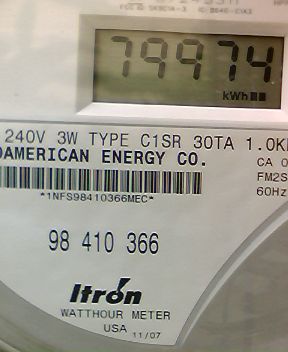 79974
kWh
240V 3W TYPE C1SR 30TA 1.0K
AMERICAN ENERGY CO.
CA 0
FM2S
60Hz
*1NFS98410366MEC*
98 410 366
Itron
WATTHOUR METER
USA 11/07